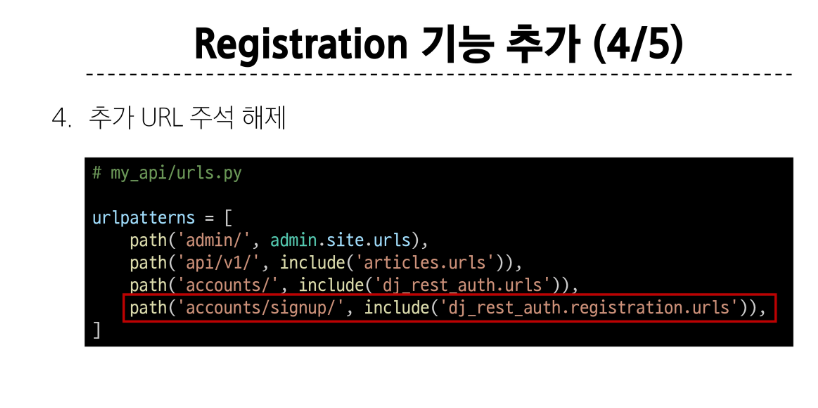 Registration 기능 추가 (4/5)
4. 추가 URL 주석 해제
# my_api/urls.py
urlpatterns = [
path('admin/', admin.site.urls),
path('api/v1/', include('articles.urls')),
path('accounts/', include('dj_rest_auth.urls')),
path('accounts/signup/', include('dj_rest_auth.registration.urls')),
]